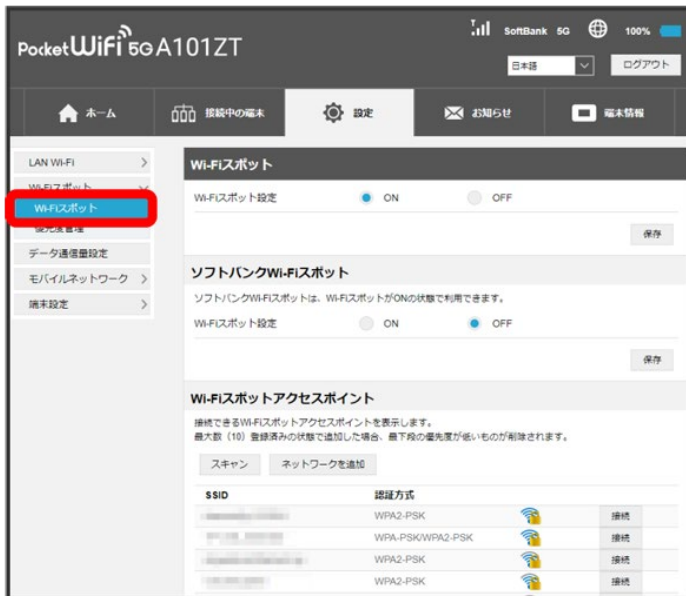 Pocket WiFi 5G A101ZT
SoftBank 5G 100%
日本語 ログアウト
ホーム 接続中の端末 設定 お知らせ 端末情報
LAN Wi-Fi
Wi-Fiスポット
Wi-Fiスポット
優先度管理
データ通信量設定
モバイルネットワーク
端末設定
Wi-Fiスポット
Wi-Fiスポット設定 ON OFF
保存
ソフトバンクWi-Fiスポット
ソフトバンクWi-Fiスポットは、Wi-FiスポットがONの状態で利用できます。
Wi-Fiスポット設定 ON OFF
保存
Wi-Fiスポットアクセスポイント
接続できるWi-Fiスポットアクセスポイントを表示します。
最大数（10）登録済みの状態で追加した場合、最下段の優先度が低いものが削除されます。
スキャン ネットワークを追加
SSID 認証方式
WPA2-PSK 接続
WPA-PSK/WPA2-PSK 接続
WPA2-PSK 接続
WPA2-PSK 接続